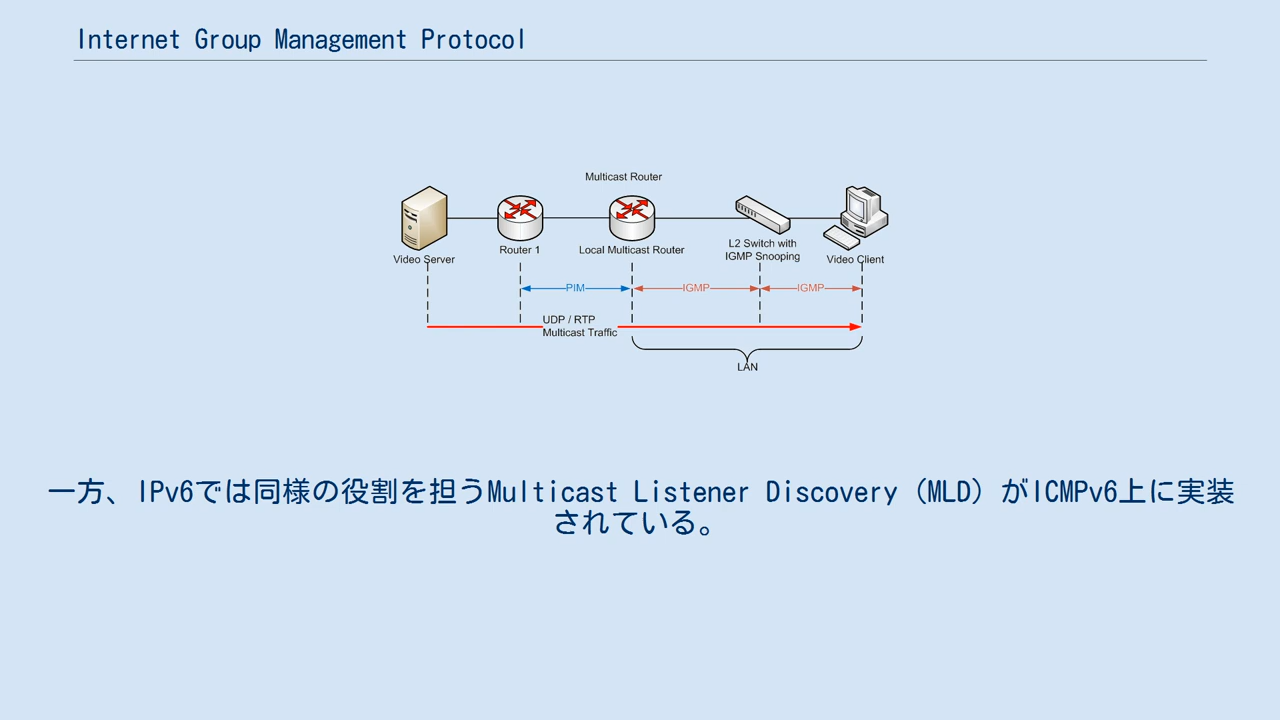 Internet Group Management Protocol
Multicast Router
Video Server
Router 1
Local Multicast Router
L2 Switch with
IGMP Snooping
Video Client
PIM
IGMP
IGMP
UDP / RTP
Multicast Traffic
LAN
一方、IPv6では同様の役割を担うMulticast Listener Discovery（MLD）がICMPv6上に実装
されている。